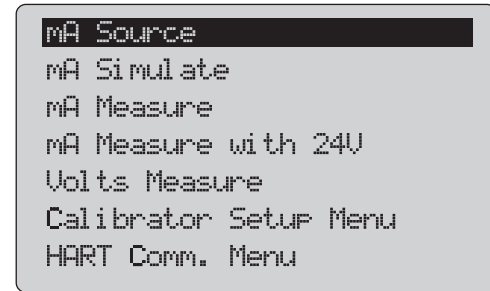 mA Source
mA Simulate
mA Measure
mA Measure with 24V
Volts Measure
Calibrator Setup Menu
HART Comm. Menu